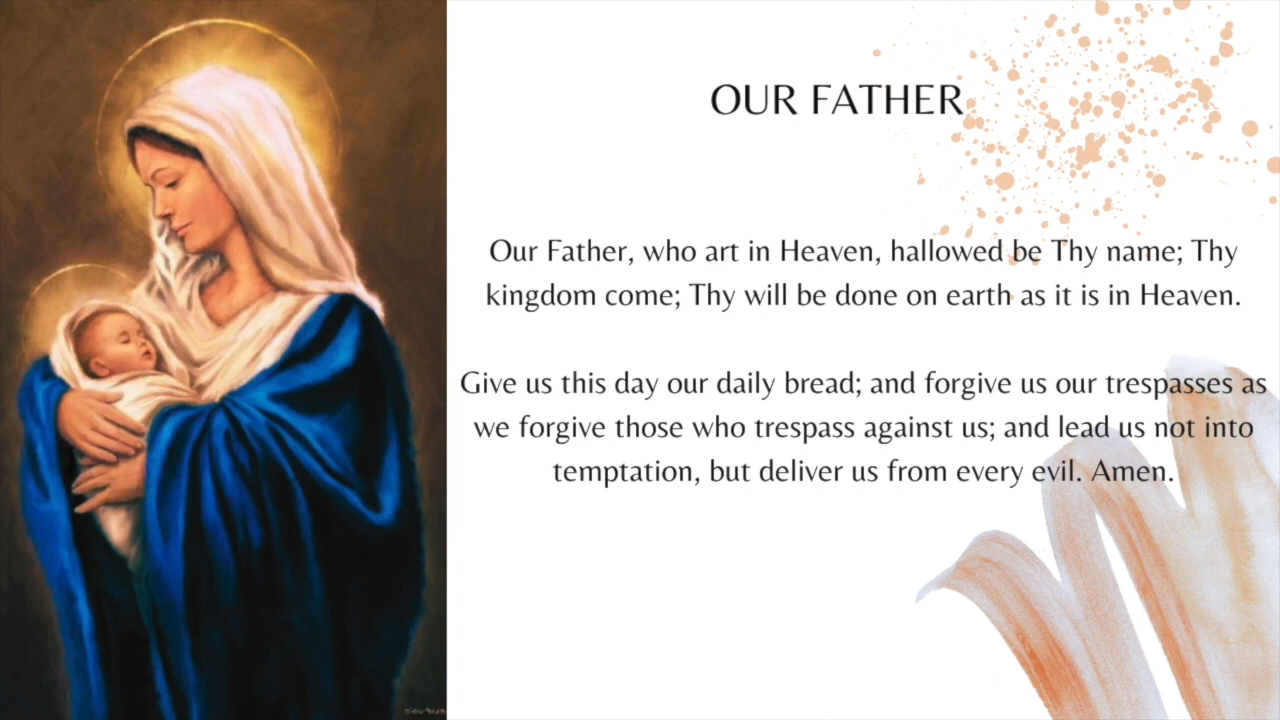 OUR FATHER
Our Father, who art in Heaven, hallowed be Thy name; Thy
kingdom come; Thy will be done on earth as it is in Heaven.
Give us this day our daily bread; and forgive us our trespasses as
we forgive those who trespass against us; and lead us not into
temptation, but deliver us from every evil. Amen.